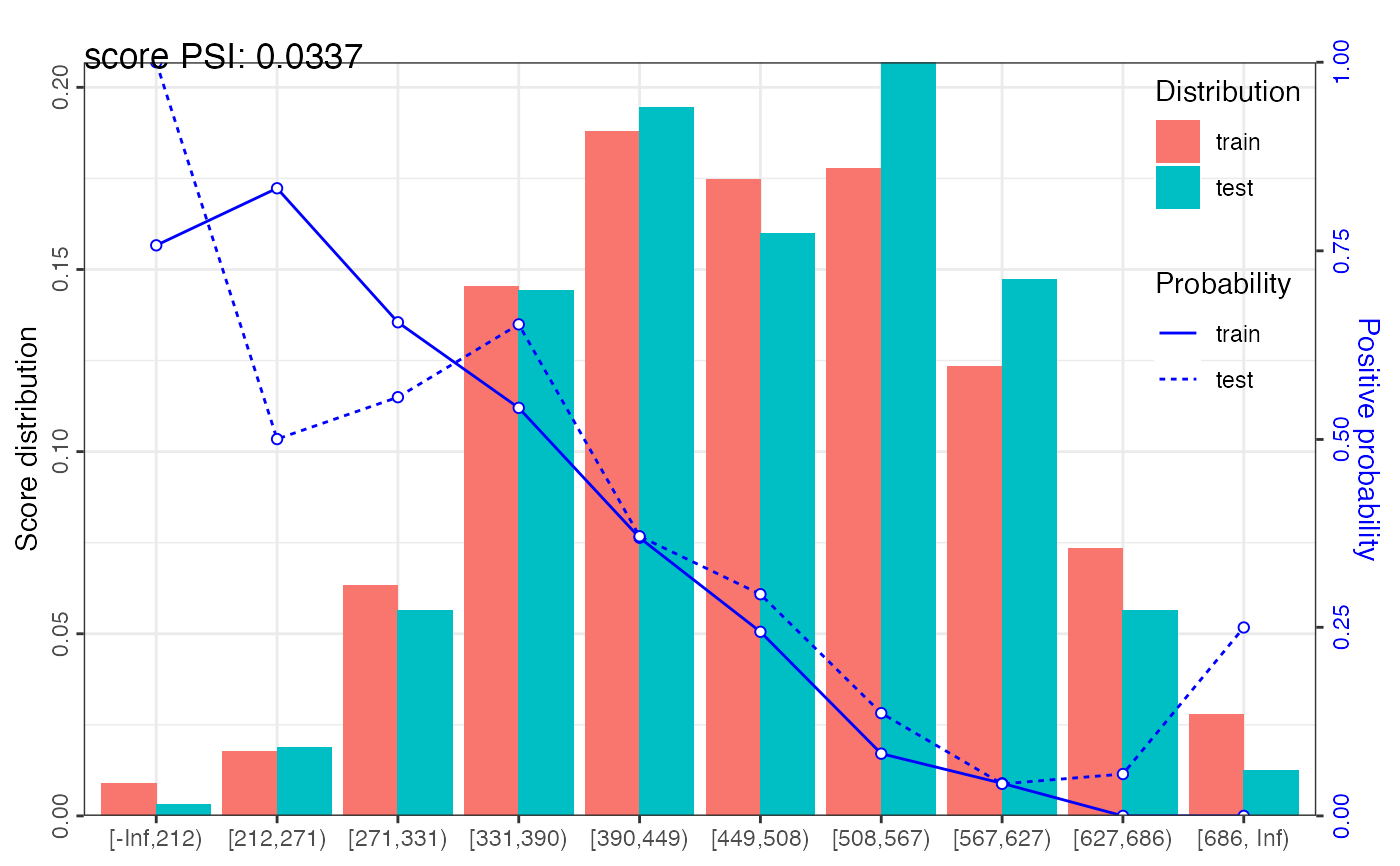 score PSI: 0.0337
Score distribution
0.20
0.15
0.10
0.05
0.00
1.00
0.75
0.50
0.25
0.00
Positive probability
Distribution
train
test
Probability
train
test
[-Inf,212)
[212,271)
[271,331)
[331,390)
[390,449)
[449,508)
[508,567)
[567,627)
[627,686)
[686, Inf)